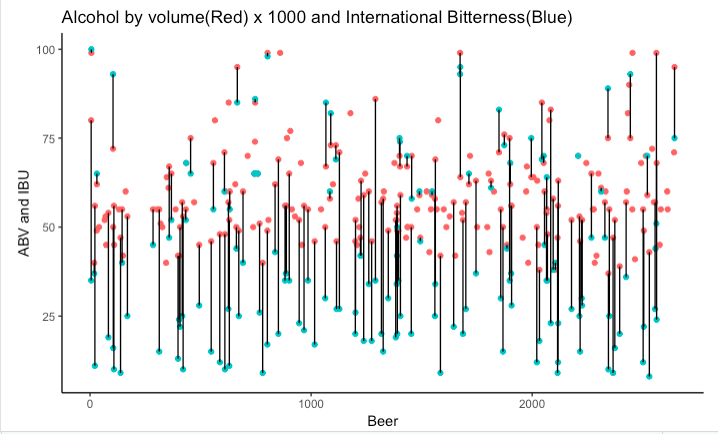 Alcohol by volume(Red) x 1000 and International Bitterness(Blue)
100
75
50
25
ABV and IBU
0 1000 2000
Beer